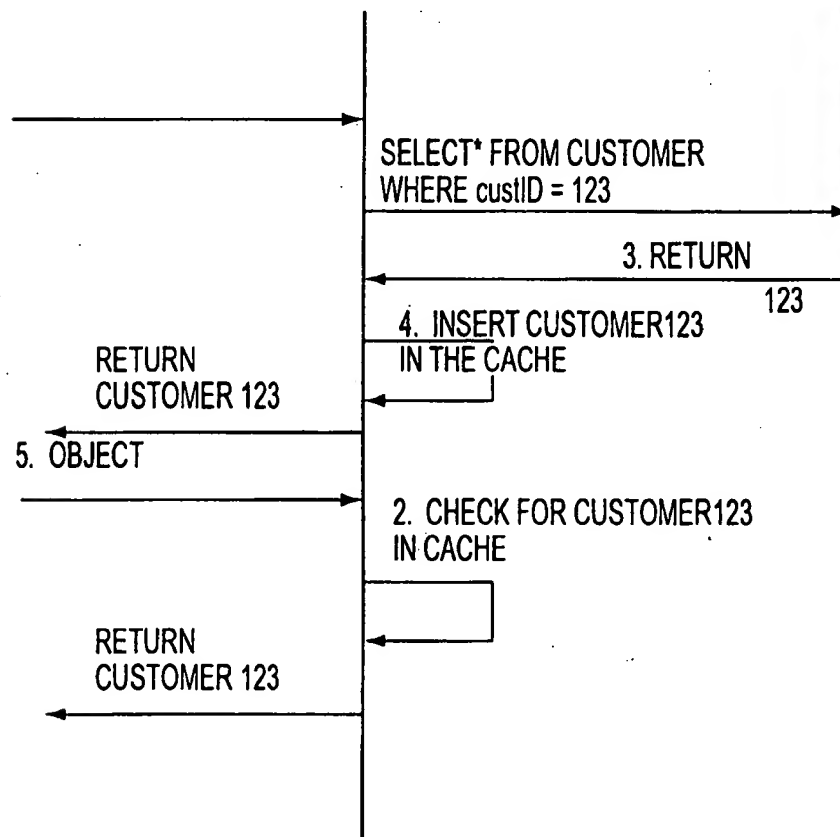 SELECT* FROM CUSTOMER
WHERE custID = 123
3. RETURN
123
4. INSERT CUSTOMER123
IN THE CACHE
RETURN
CUSTOMER 123
5. OBJECT
2. CHECK FOR CUSTOMER123
IN CACHE
RETURN
CUSTOMER 123